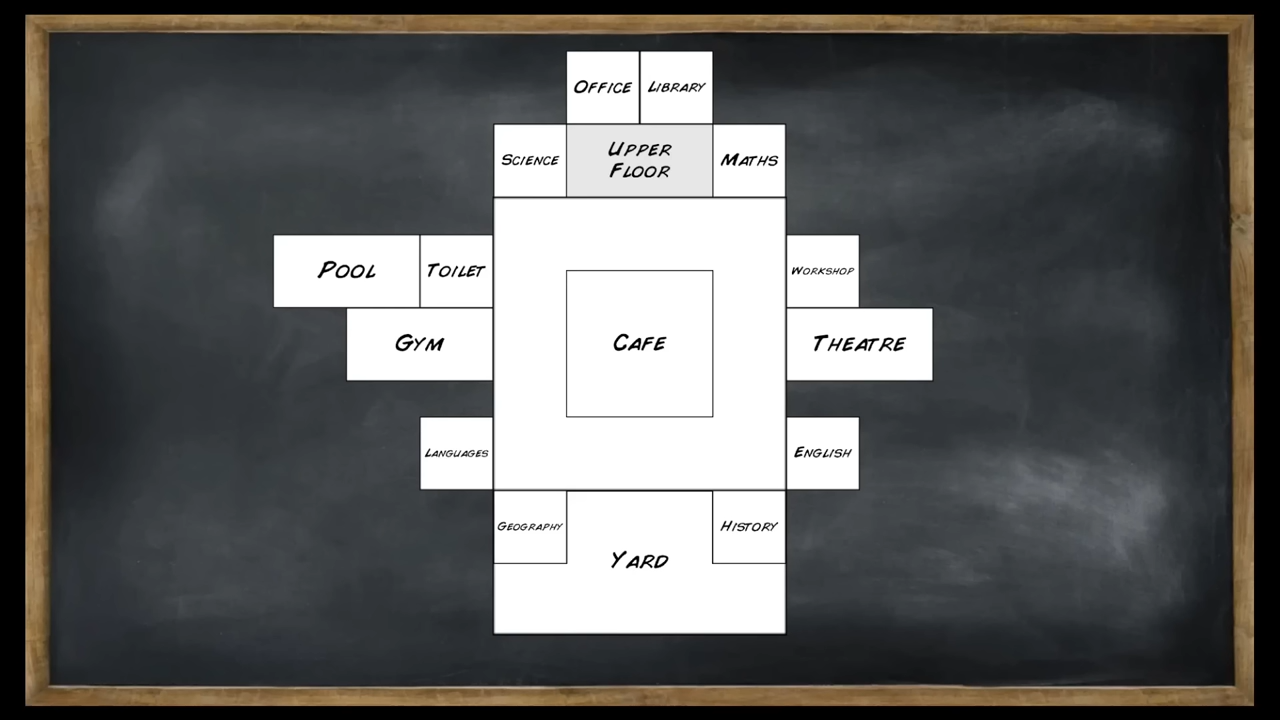 OFFICE
LIBRARY
SCIENCE
UPPER
FLOOR
MATHS
POOL
TOILET
WORKSHOP
GYM
CAFE
THEATRE
LANGUAGES
ENGLISH
GEOGRAPHY
HISTORY
YARD